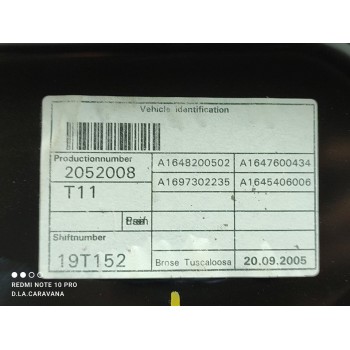 Vehicle identification
Productionnumber
2052008
T11
A1648200502 A1647600434
A1697302235 A1645406006
Shiftnumber
19T152
Brose Tuscaloosa 20.09.2005
REDMI NOTE 10 PRO
D.L.A.CARAVANA